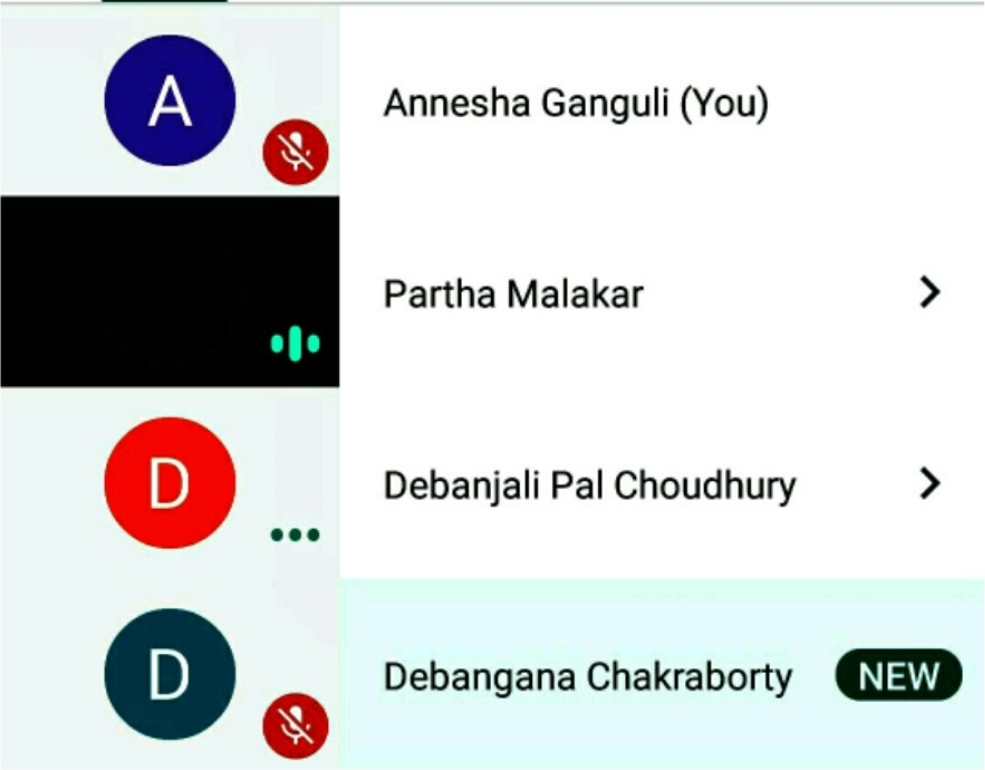 A
Annesha Ganguli (You)
Partha Malakar
D
Debanjali Pal Choudhury
D
Debangana Chakraborty
NEW